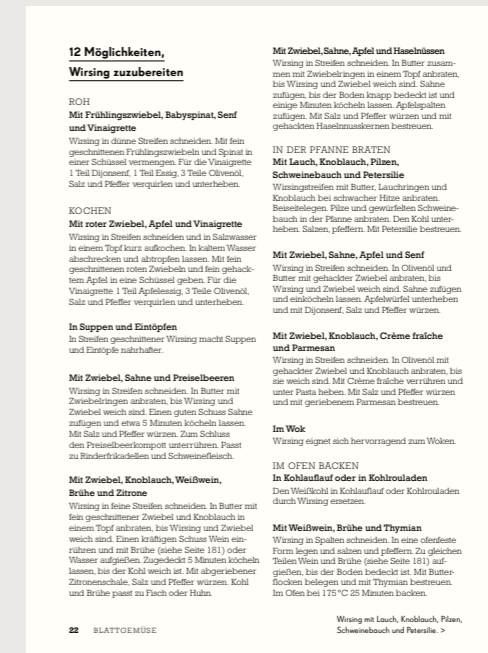 12 Möglichkeiten,
Wirsing zuzubereiten
ROH
Mit Frühlingszwiebel, Babyspinat, Senf
und Vinaigrette
Wirsing in dünne Streifen schneiden. Mit fein
geschnittenen Frühlingszwiebeln und Spinat in
einer Schüssel vermengen. Für die Vinaigrette
1 Teil Dijonsenf, 1 Teil Essig, 3 Teile Olivenöl,
Salz und Pfeffer verquirlen und unterheben.
KOCHEN
Mit roter Zwiebel, Apfel und Vinaigrette
Wirsing in Streifen schneiden und in Salzwasser
in einem Topf kurz aufkochen. In kaltem Wasser
abschrecken und abtropfen lassen. Mit fein
geschnittenen roten Zwiebeln und fein gehack-
tem Apfel in eine Schüssel geben. Für die
Vinaigrette 1 Teil Apfelessig, 3 Teile Olivenöl,
Salz und Pfeffer verquirlen und unterheben.
In Suppen und Eintöpfen
In Streifen geschnittener Wirsing macht Suppen
und Eintöpfe nahrhafter.
Mit Zwiebel, Sahne und Preiselbeeren
Wirsing in Streifen schneiden. In Butter mit
Zwiebelringen anbraten, bis Wirsing und
Zwiebel weich sind. Einen guten Schuss Sahne
zufügen und etwa 5 Minuten köcheln lassen.
Mit Salz und Pfeffer würzen. Zum Schluss
den Preiselbeerkompott unterrühren. Passt
zu Rinderfrikadellen und Schweinefleisch.
Mit Zwiebel, Knoblauch, Weißwein,
Brühe und Zitrone
Wirsing in feine Streifen schneiden. In Butter mit
fein geschnittener Zwiebel und Knoblauch in
einem Topf anbraten, bis Wirsing und Zwiebel
weich sind. Einen kräftigen Schuss Wein ein-
rühren und mit Brühe (siehe Seite 181) oder
Wasser aufgießen. Zugedeckt 5 Minuten köcheln
lassen, bis der Kohl weich ist. Mit abgeriebener
Zitronenschale, Salz und Pfeffer würzen. Kohl
und Brühe passt zu Fisch oder Huhn.
Mit Zwiebel, Sahne, Apfel und Haselnüssen
Wirsing in Streifen schneiden. In Butter zusam-
men mit Zwiebelringen in einem Topf anbraten,
bis Wirsing und Zwiebel weich sind. Sahne
zufügen, bis der Boden knapp bedeckt ist und
einige Minuten köcheln lassen. Apfelspalten
zufügen. Mit Salz und Pfeffer würzen und mit
gehackten Haselnusskernen bestreuen.
IN DER PFANNE BRATEN
Mit Lauch, Knoblauch, Pilzen,
Schweinebauch und Petersilie
Wirsingstreifen mit Butter, Lauchringen und
Knoblauch bei schwacher Hitze anbraten.
Beiseitelegen. Pilze und gewürfelten Schweine-
bauch in der Pfanne anbraten. Den Kohl unter-
heben. Salzen, pfeffern. Mit Petersilie bestreuen.
Mit Zwiebel, Sahne, Apfel und Senf
Wirsing in Streifen schneiden. In Olivenöl und
Butter mit gehackter Zwiebel anbraten, bis
Wirsing und Zwiebel weich sind. Sahne zufügen
und einköcheln lassen. Apfelwürfel unterheben
und mit Dijonsenf, Salz und Pfeffer würzen.
Mit Zwiebel, Knoblauch, Crème fraîche
und Parmesan
Wirsing in Streifen schneiden. In Olivenöl mit
gehackter Zwiebel und Knoblauch anbraten, bis
sie weich sind. Mit Crème fraîche verrühren und
unter Pasta heben. Mit Salz und Pfeffer würzen
und mit geriebenem Parmesan bestreuen.
Im Wok
Wirsing eignet sich hervorragend zum Woken.
IM OFEN BACKEN
In Kohlauflauf oder in Kohlrouladen
Den Weißkohl in Kohlauflauf oder Kohlrouladen
durch Wirsing ersetzen.
Mit Weißwein, Brühe und Thymian
Wirsing in Spalten schneiden. In eine ofenfeste
Form legen und salzen und pfeffern. Zu gleichen
Teilen Wein und Brühe (siehe Seite 181) auf-
gießen, bis der Boden bedeckt ist. Mit Butter-
flocken belegen und mit Thymian bestreuen.
Im Ofen bei 175 °C 25 Minuten backen.
Wirsing mit Lauch, Knoblauch, Pilzen,
Schweinebauch und Petersilie. >
22 BLATTGEMÜSE